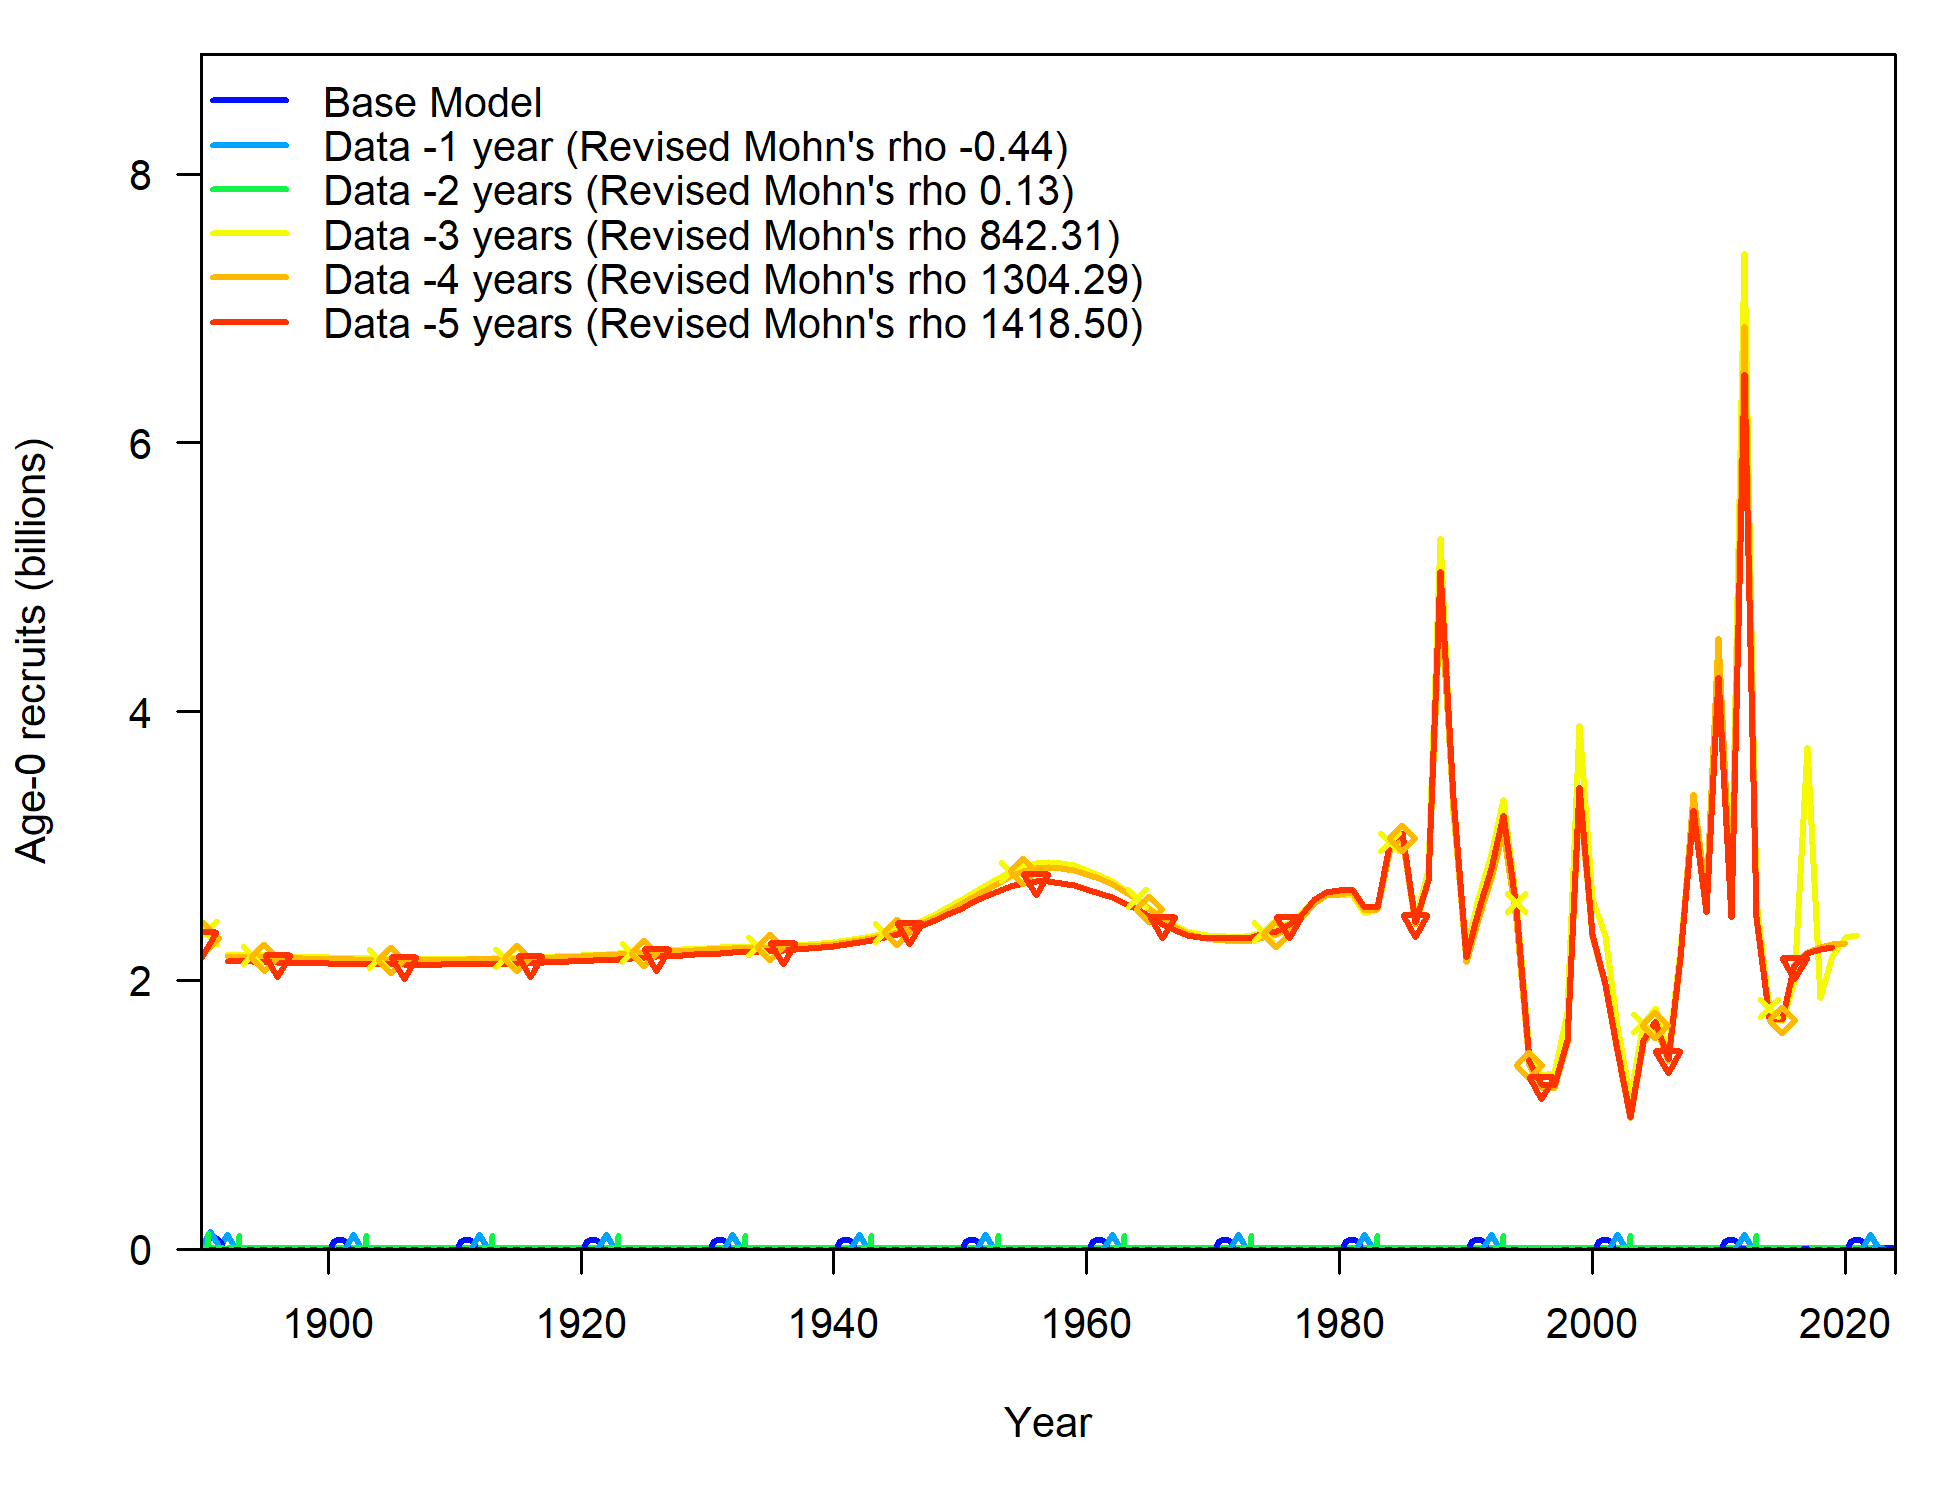 Base Model
Data -1 year (Revised Mohn's rho -0.44)
Data -2 years (Revised Mohn's rho 0.13)
Data -3 years (Revised Mohn's rho 842.31)
Data -4 years (Revised Mohn's rho 1304.29)
Data -5 years (Revised Mohn's rho 1418.50)
Age-0 recruits (billions)
8
6
4
2
0
1900 1920 1940 1960 1980 2000 2020
Year